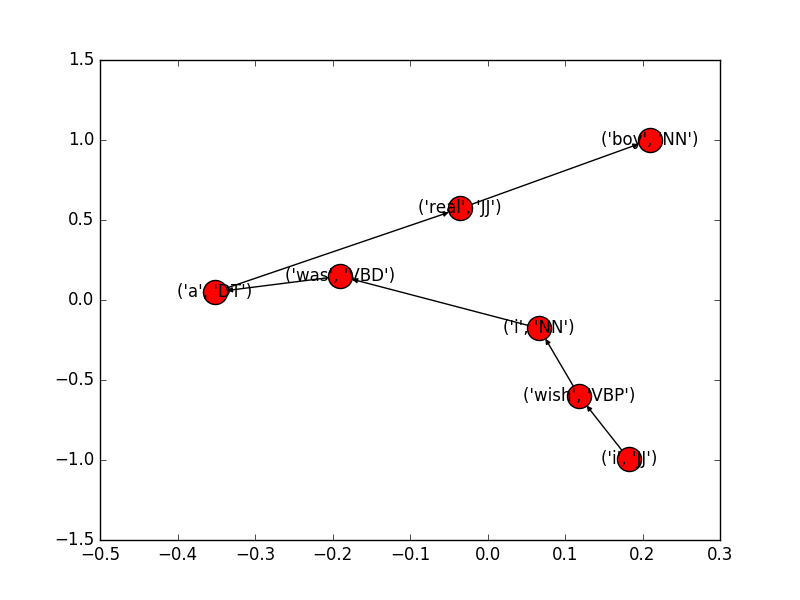 1.5
1.0
0.5
0.0
−0.5
−1.0
−1.5
('boy', 'NN')
('real', 'JJ')
('was', 'VBD')
('a', 'DT')
('i', 'NN')
('wish', 'VBP')
('i', 'JJ')
−0.5 −0.4 −0.3 −0.2 −0.1 0.0 0.1 0.2 0.3